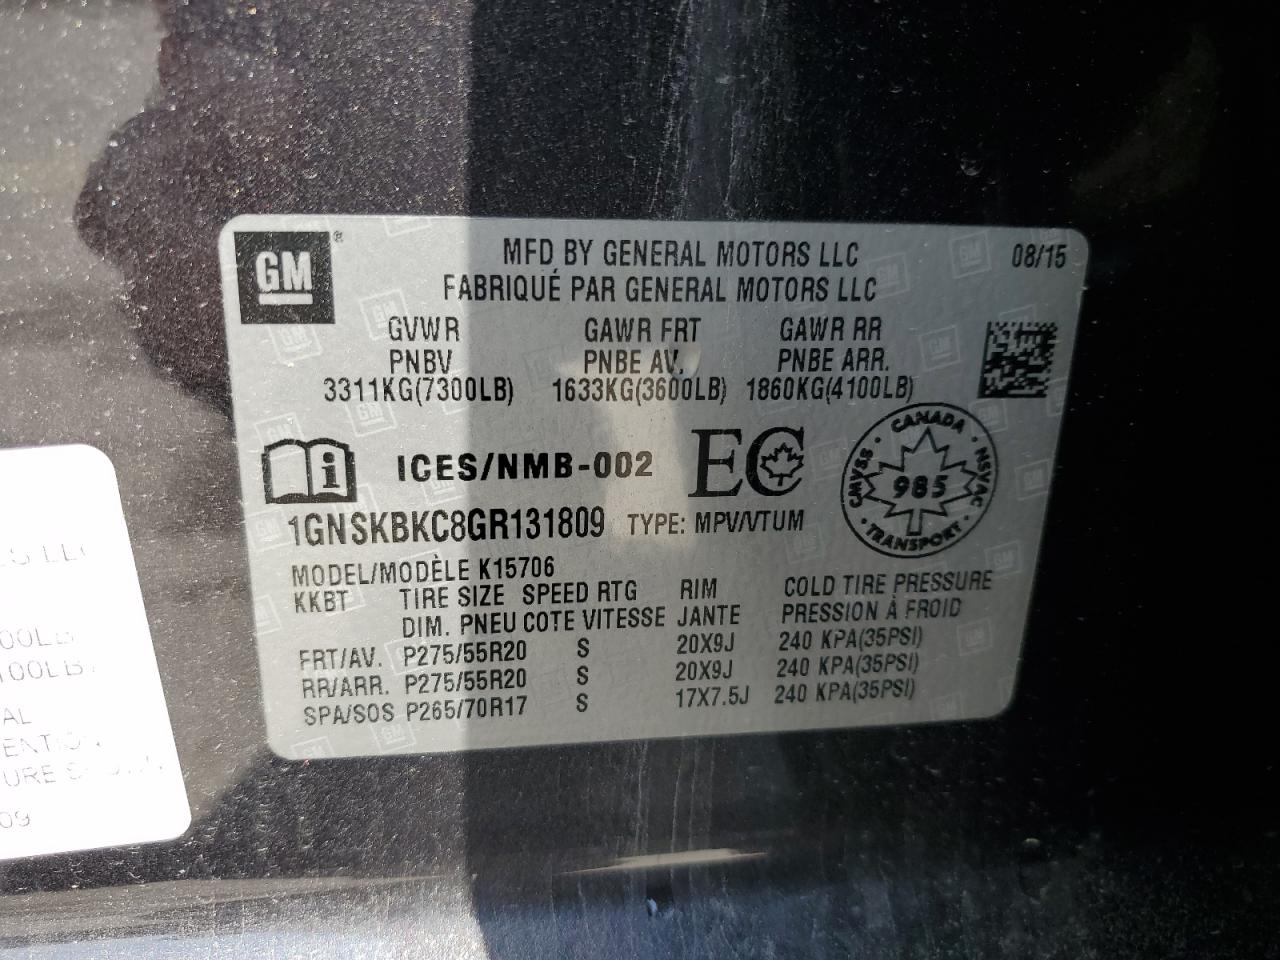 GM ®
MFD BY GENERAL MOTORS LLC 08/15
FABRIQUÉ PAR GENERAL MOTORS LLC
GVWR GAWR FRT GAWR RR
PNBV PNBE AV. PNBE ARR.
3311KG(7300LB) 1633KG(3600LB) 1860KG(4100LB)
ICES/NMB-002 EC
CANADA
CMVSS 985 NSVAC
TRANSPORT
1GNSKBKC8GR131809 TYPE: MPV/VTUM
MODEL/MODÈLE K15706
KKBT TIRE SIZE SPEED RTG RIM COLD TIRE PRESSURE
DIM. PNEU COTE VITESSE JANTE PRESSION À FROID
FRT/AV. P275/55R20 S 20X9J 240 KPA(35PSI)
RR/ARR. P275/55R20 S 20X9J 240 KPA(35PSI)
SPA/SOS P265/70R17 S 17X7.5J 240 KPA(35PSI)
00LB
100LB
AL
09